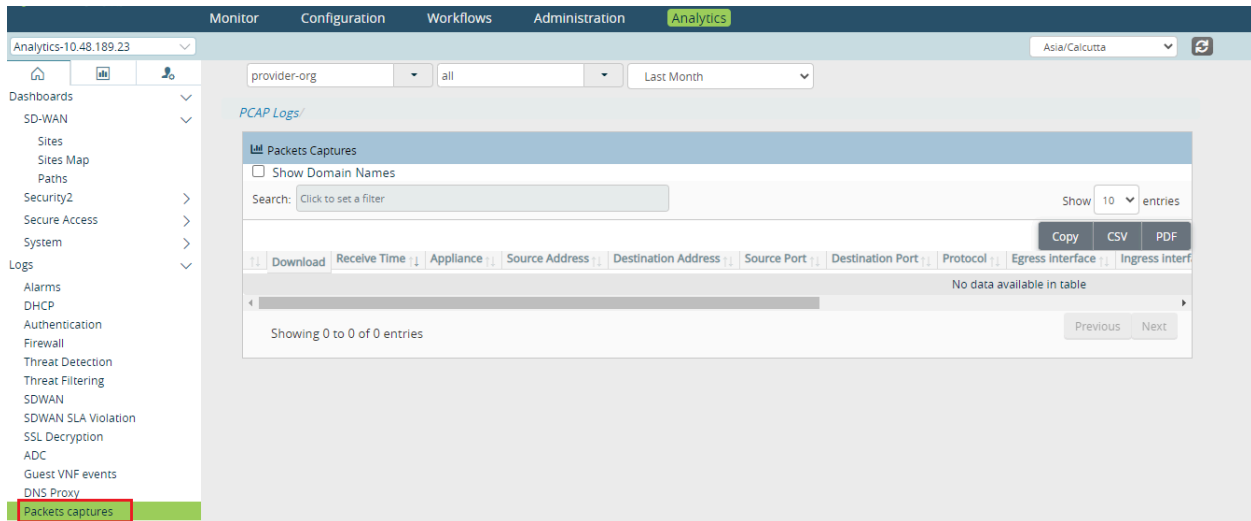 Monitor Configuration Workflows Administration Analytics
Analytics-10.48.189.23
Asia/Calcutta
provider-org all Last Month
Dashboards
SD-WAN
Sites
Sites Map
Paths
Security2
Secure Access
System
Logs
Alarms
DHCP
Authentication
Firewall
Threat Detection
Threat Filtering
SDWAN
SDWAN SLA Violation
SSL Decryption
ADC
Guest VNF events
DNS Proxy
Packets captures
PCAP Logs/
Packets Captures
Show Domain Names
Search: Click to set a filter
Show 10 entries
Copy CSV PDF
Download Receive Time Appliance Source Address Destination Address Source Port Destination Port Protocol Egress interface Ingress interf
No data available in table
Showing 0 to 0 of 0 entries
Previous Next